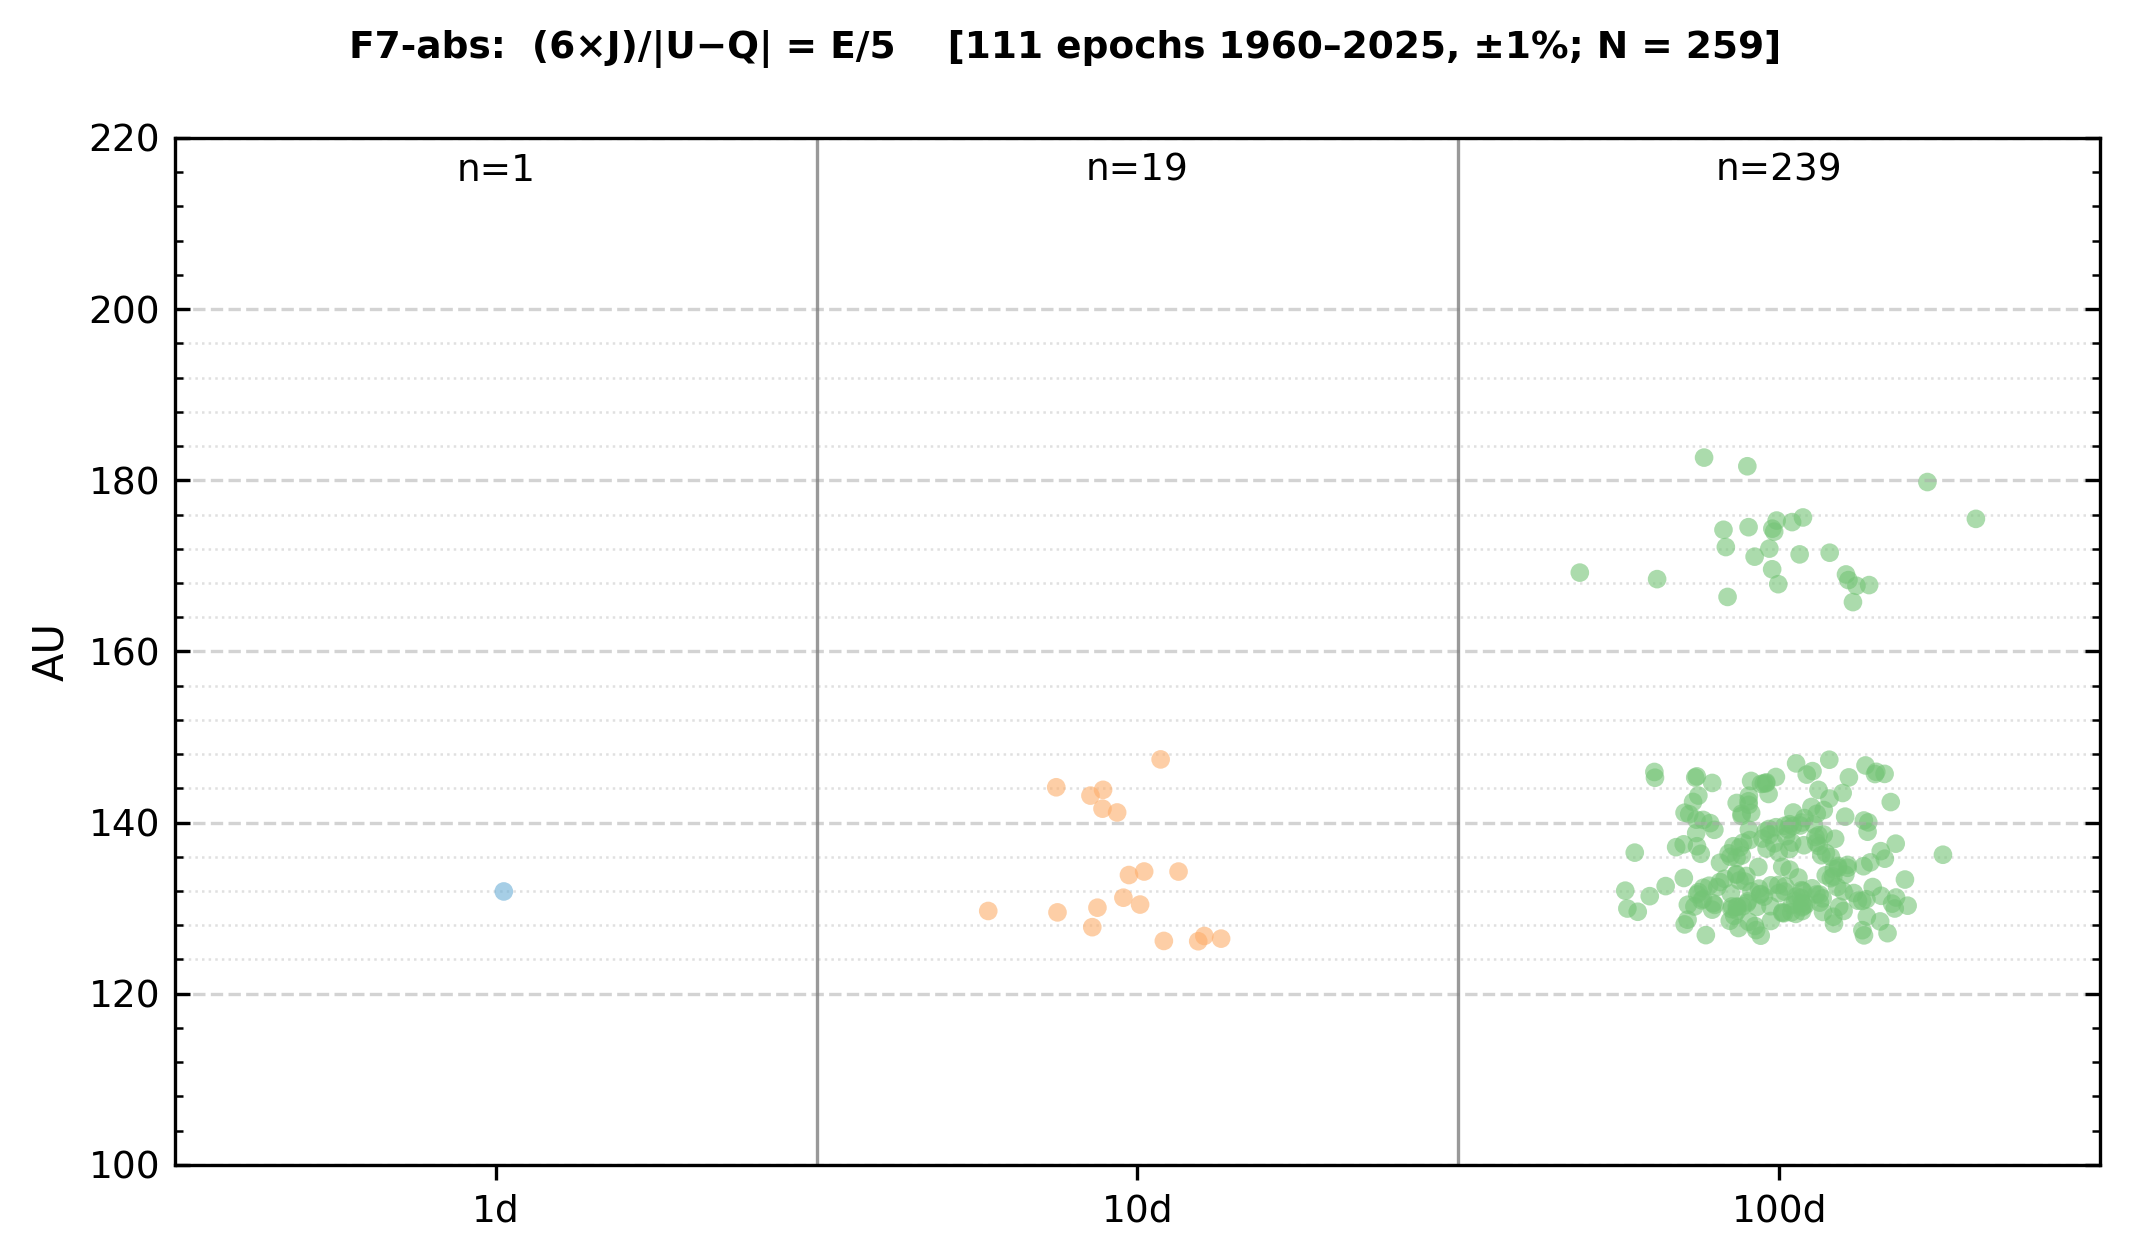 F7-abs: (6×J)/|U−Q| = E/5 [111 epochs 1960–2025, ±1%; N = 259]
n=1 n=19 n=239
220
200
180
160
140
120
100
AU
1d 10d 100d